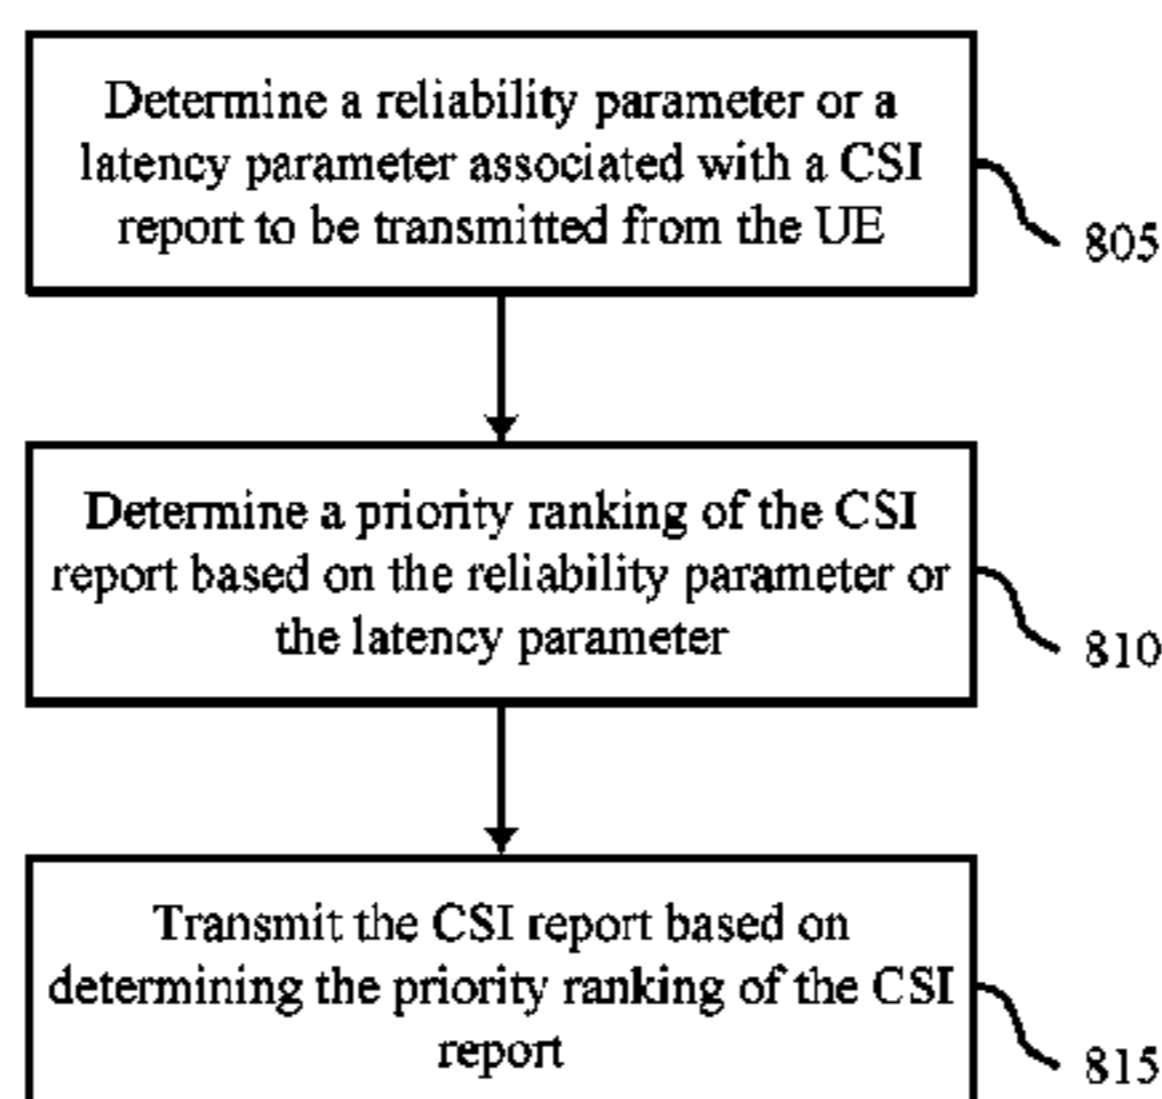 Determine a reliability parameter or a
latency parameter associated with a CSI
report to be transmitted from the UE
805
Determine a priority ranking of the CSI
report based on the reliability parameter or
the latency parameter
810
Transmit the CSI report based on
determining the priority ranking of the CSI
report
815